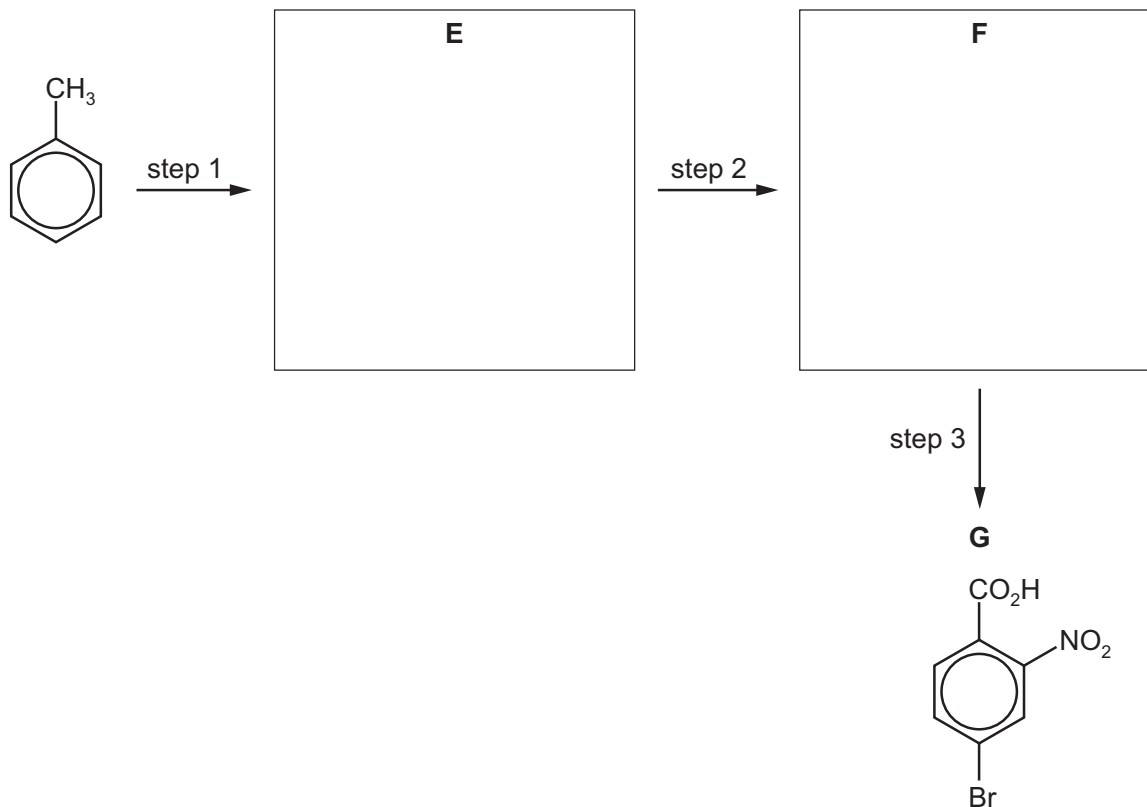 E
F
CH₃
step 1
step 2
step 3
G
CO₂H
NO₂
Br